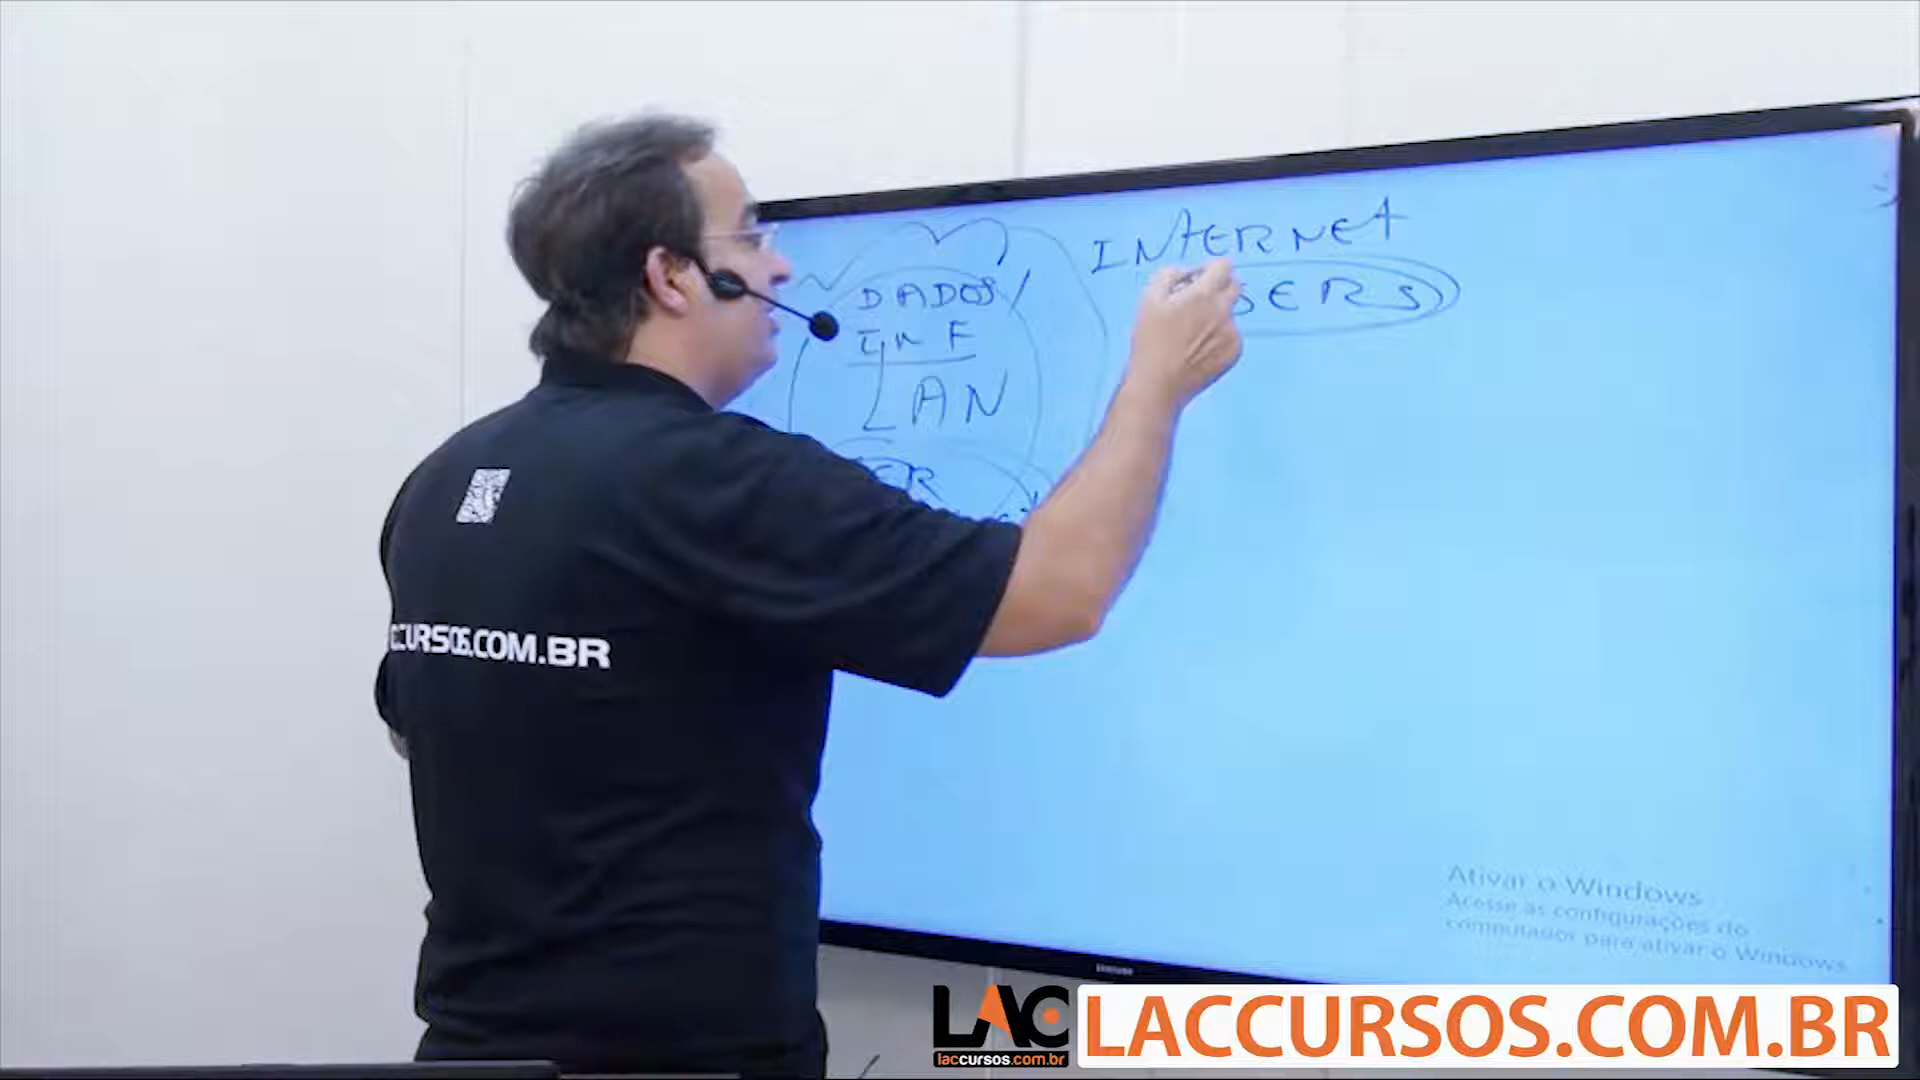 INTERNET
DADOS
INF
LAN
CCURSOS.COM.BR
Ativar o Windows
Acesse as configurações do
computador para ativar o Windows.
LAC
laccursos.com.br
LACCURSOS.COM.BR